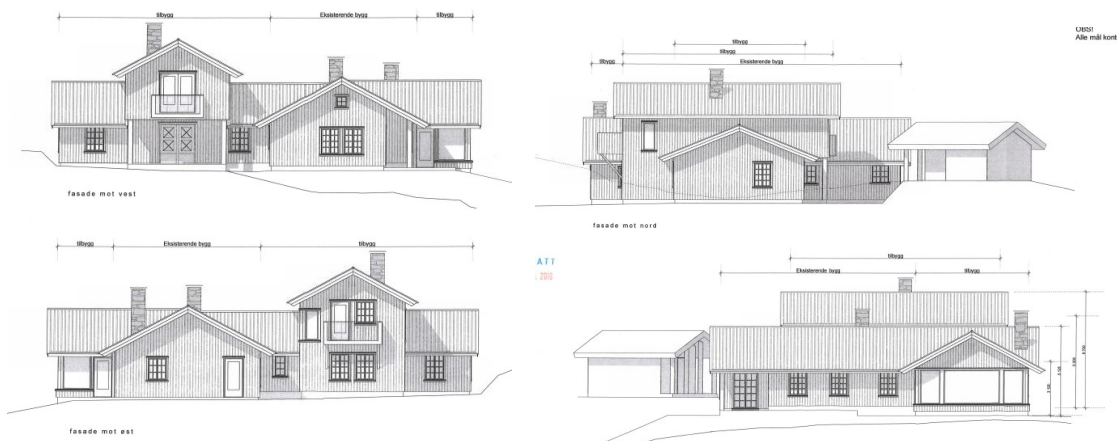 tilbygg Eksisterende bygg tilbygg
fasade mot vest
tilbygg
tilbygg
tilbygg Eksisterende bygg
OBS!
Alle mål kont
fasade mot nord
tilbygg Eksisterende bygg tilbygg
fasade mot øst
ATT
. 2010
tilbygg
Eksisterende bygg tilbygg